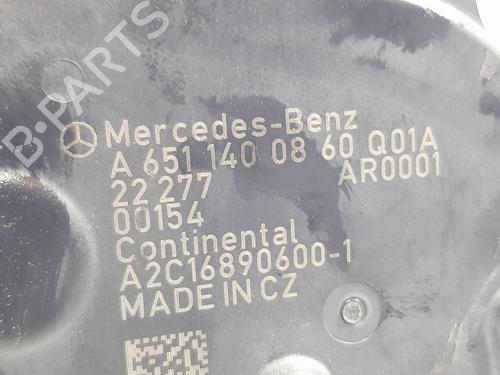 B-PARTS
Mercedes-Benz
A 651 140 08 60 Q01A
22 277 AR0001
00154
Continental
A2C16890600-1
MADE IN CZ